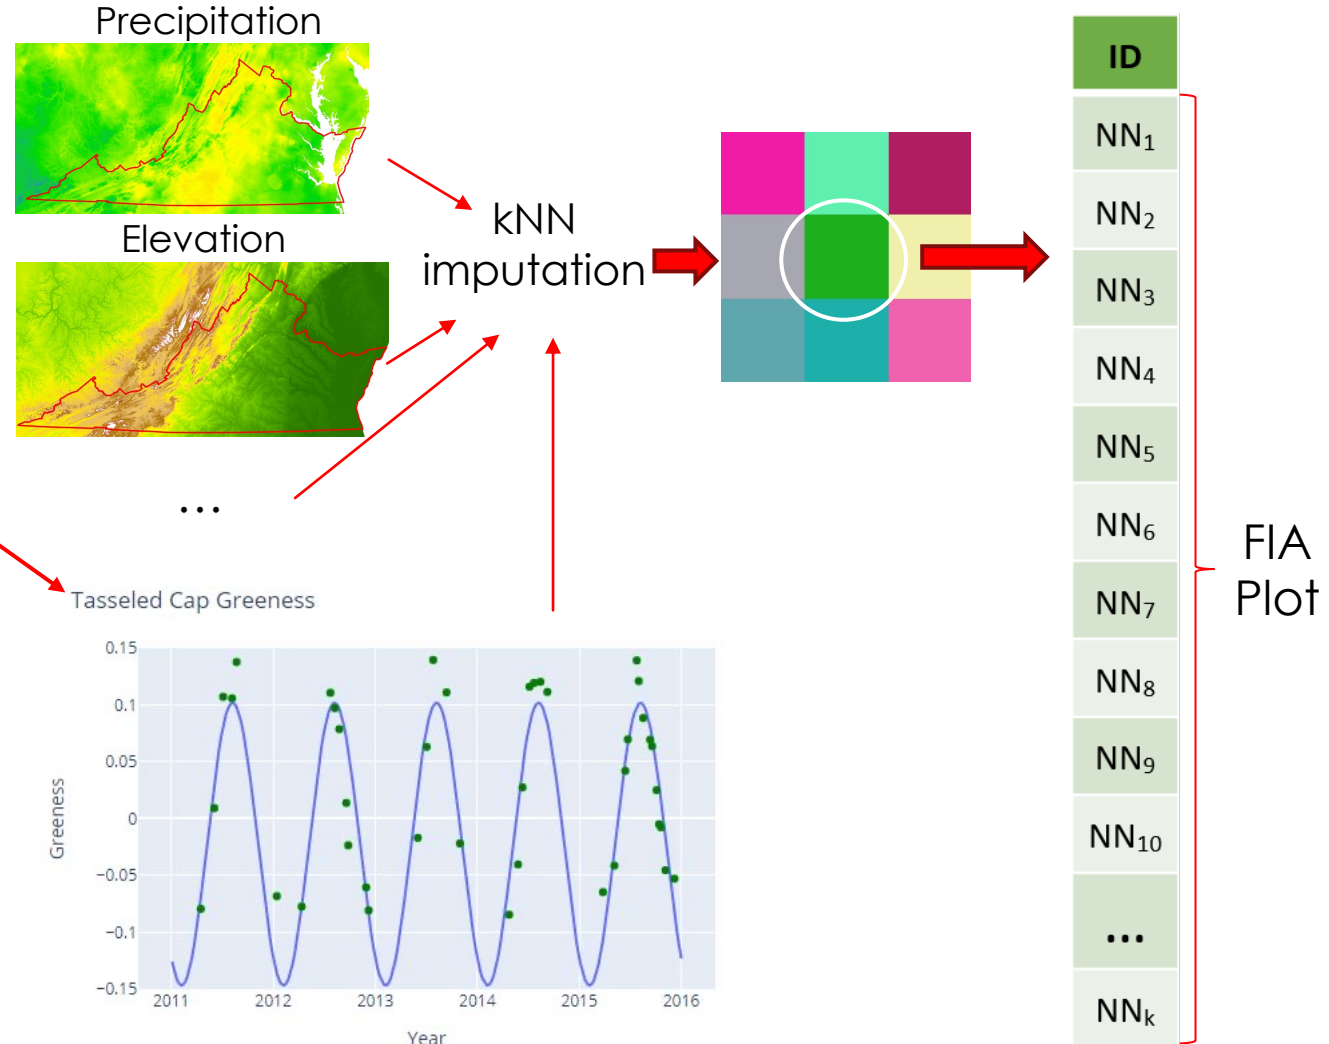 Precipitation
Elevation
...
kNN
imputation
Tasseled Cap Greeness
0.15
0.1
0.05
0
−0.05
−0.1
−0.15
Greeness
2011 2012 2013 2014 2015 2016
Year
ID
NN₁
NN₂
NN₃
NN₄
NN₅
NN₆
NN₇
NN₈
NN₉
NN₁₀
...
NNₖ
FIA
Plot